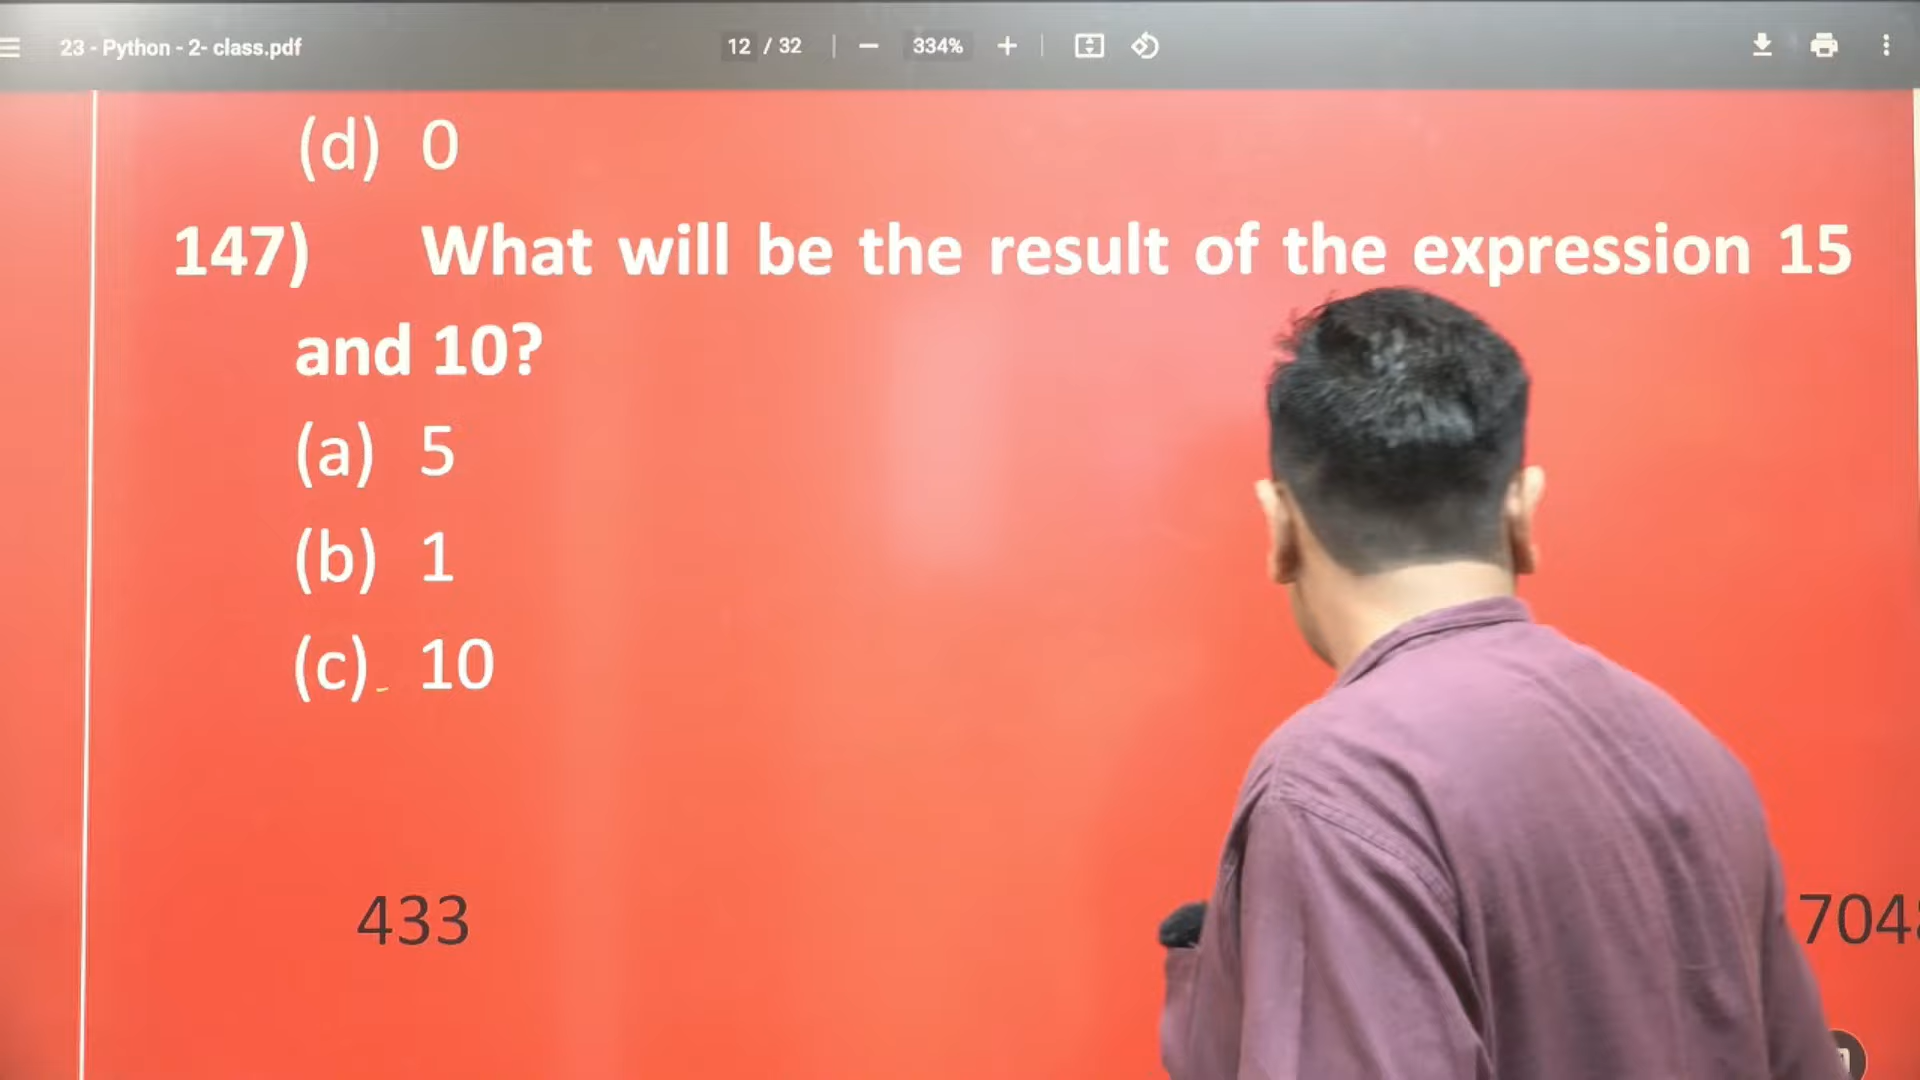 23 - Python - 2- class.pdf
12 / 32
334%
(d) 0
147) What will be the result of the expression 15
and 10?
(a) 5
(b) 1
(c) 10
433
704